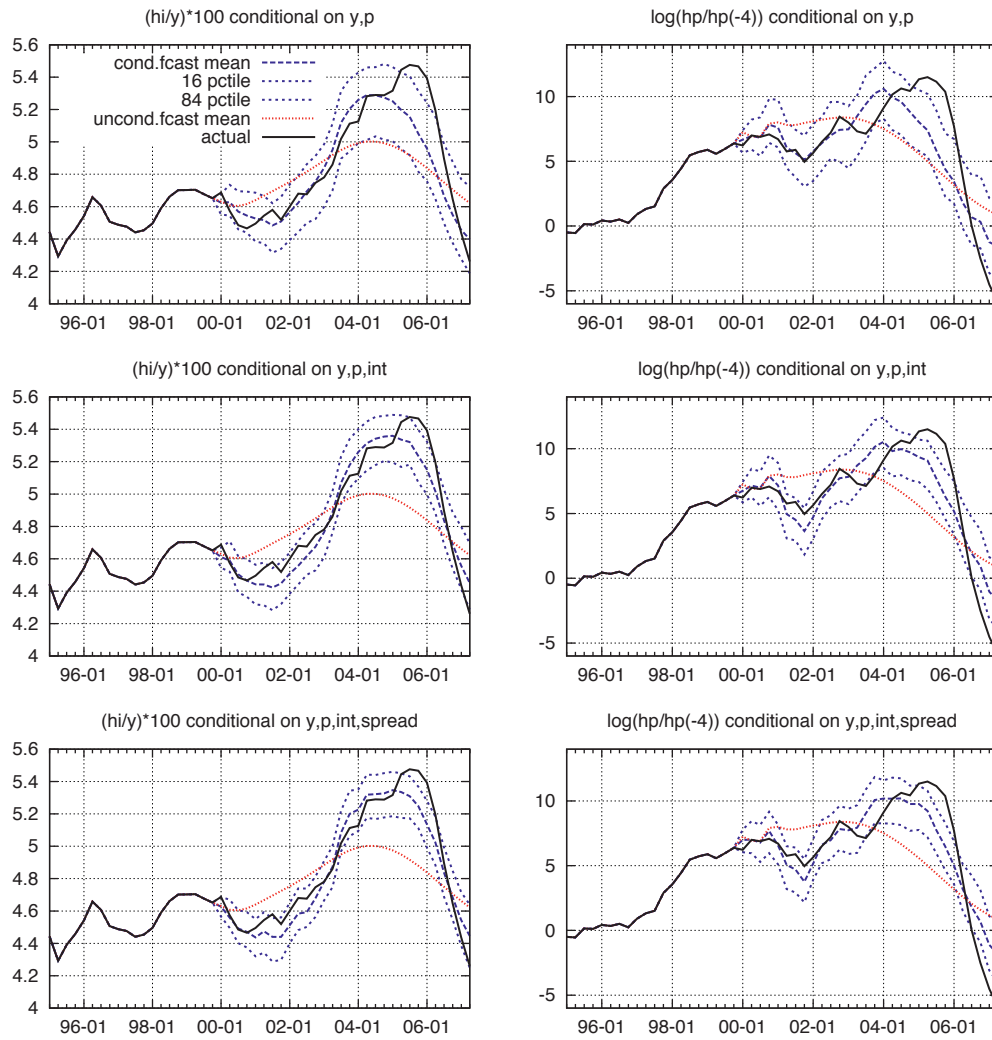 (hi/y)*100 conditional on y,p
5.6
5.4
5.2
5
4.8
4.6
4.4
4.2
4
cond.fcast mean
16 pctile
84 pctile
uncond.fcast mean
actual
96-01 98-01 00-01 02-01 04-01 06-01
log(hp/hp(-4)) conditional on y,p
10
5
0
-5
96-01 98-01 00-01 02-01 04-01 06-01
(hi/y)*100 conditional on y,p,int
5.6
5.4
5.2
5
4.8
4.6
4.4
4.2
4
96-01 98-01 00-01 02-01 04-01 06-01
log(hp/hp(-4)) conditional on y,p,int
10
5
0
-5
96-01 98-01 00-01 02-01 04-01 06-01
(hi/y)*100 conditional on y,p,int,spread
5.6
5.4
5.2
5
4.8
4.6
4.4
4.2
4
96-01 98-01 00-01 02-01 04-01 06-01
log(hp/hp(-4)) conditional on y,p,int,spread
10
5
0
-5
96-01 98-01 00-01 02-01 04-01 06-01